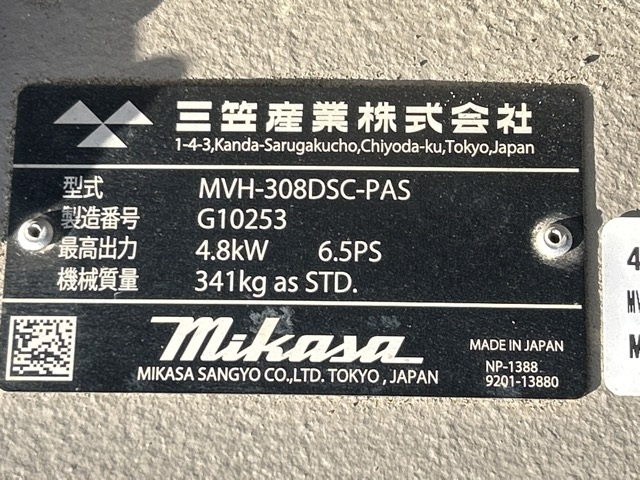 三笠産業株式会社
1-4-3,Kanda-Sarugakucho,Chiyoda-ku,Tokyo,Japan
型式 MVH-308DSC-PAS
製造番号 G10253
最高出力 4.8kW 6.5PS
機械質量 341kg as STD.
mikasa
MIKASA SANGYO CO.,LTD. TOKYO , JAPAN
MADE IN JAPAN
NP-1388
9201-13880
4
MV
M